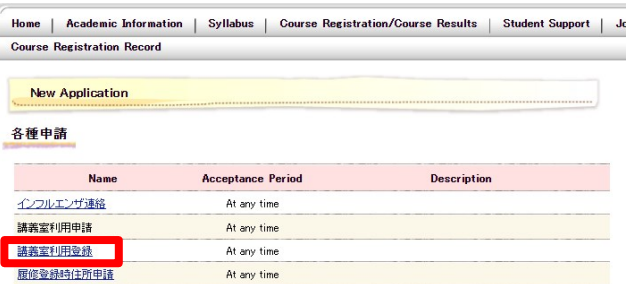 Home | Academic Information | Syllabus | Course Registration/Course Results | Student Support |
Course Registration Record
New Application
各種申請
Name Acceptance Period Description
インフルエンザ連絡 At any time
講義室利用申請 At any time
講義室利用登録 At any time
履修登録時住所申請 At any time